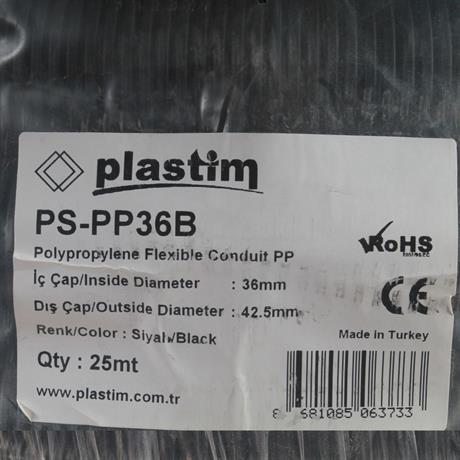 plastim
PS-PP36B
Polypropylene Flexible Conduit PP
RoHS
İç Çap/Inside Diameter : 36mm
Dış Çap/Outside Diameter : 42.5mm
CE
Renk/Color : Siyah/Black
Made in Turkey
Qty : 25mt
www.plastim.com.tr
8 681085 063733